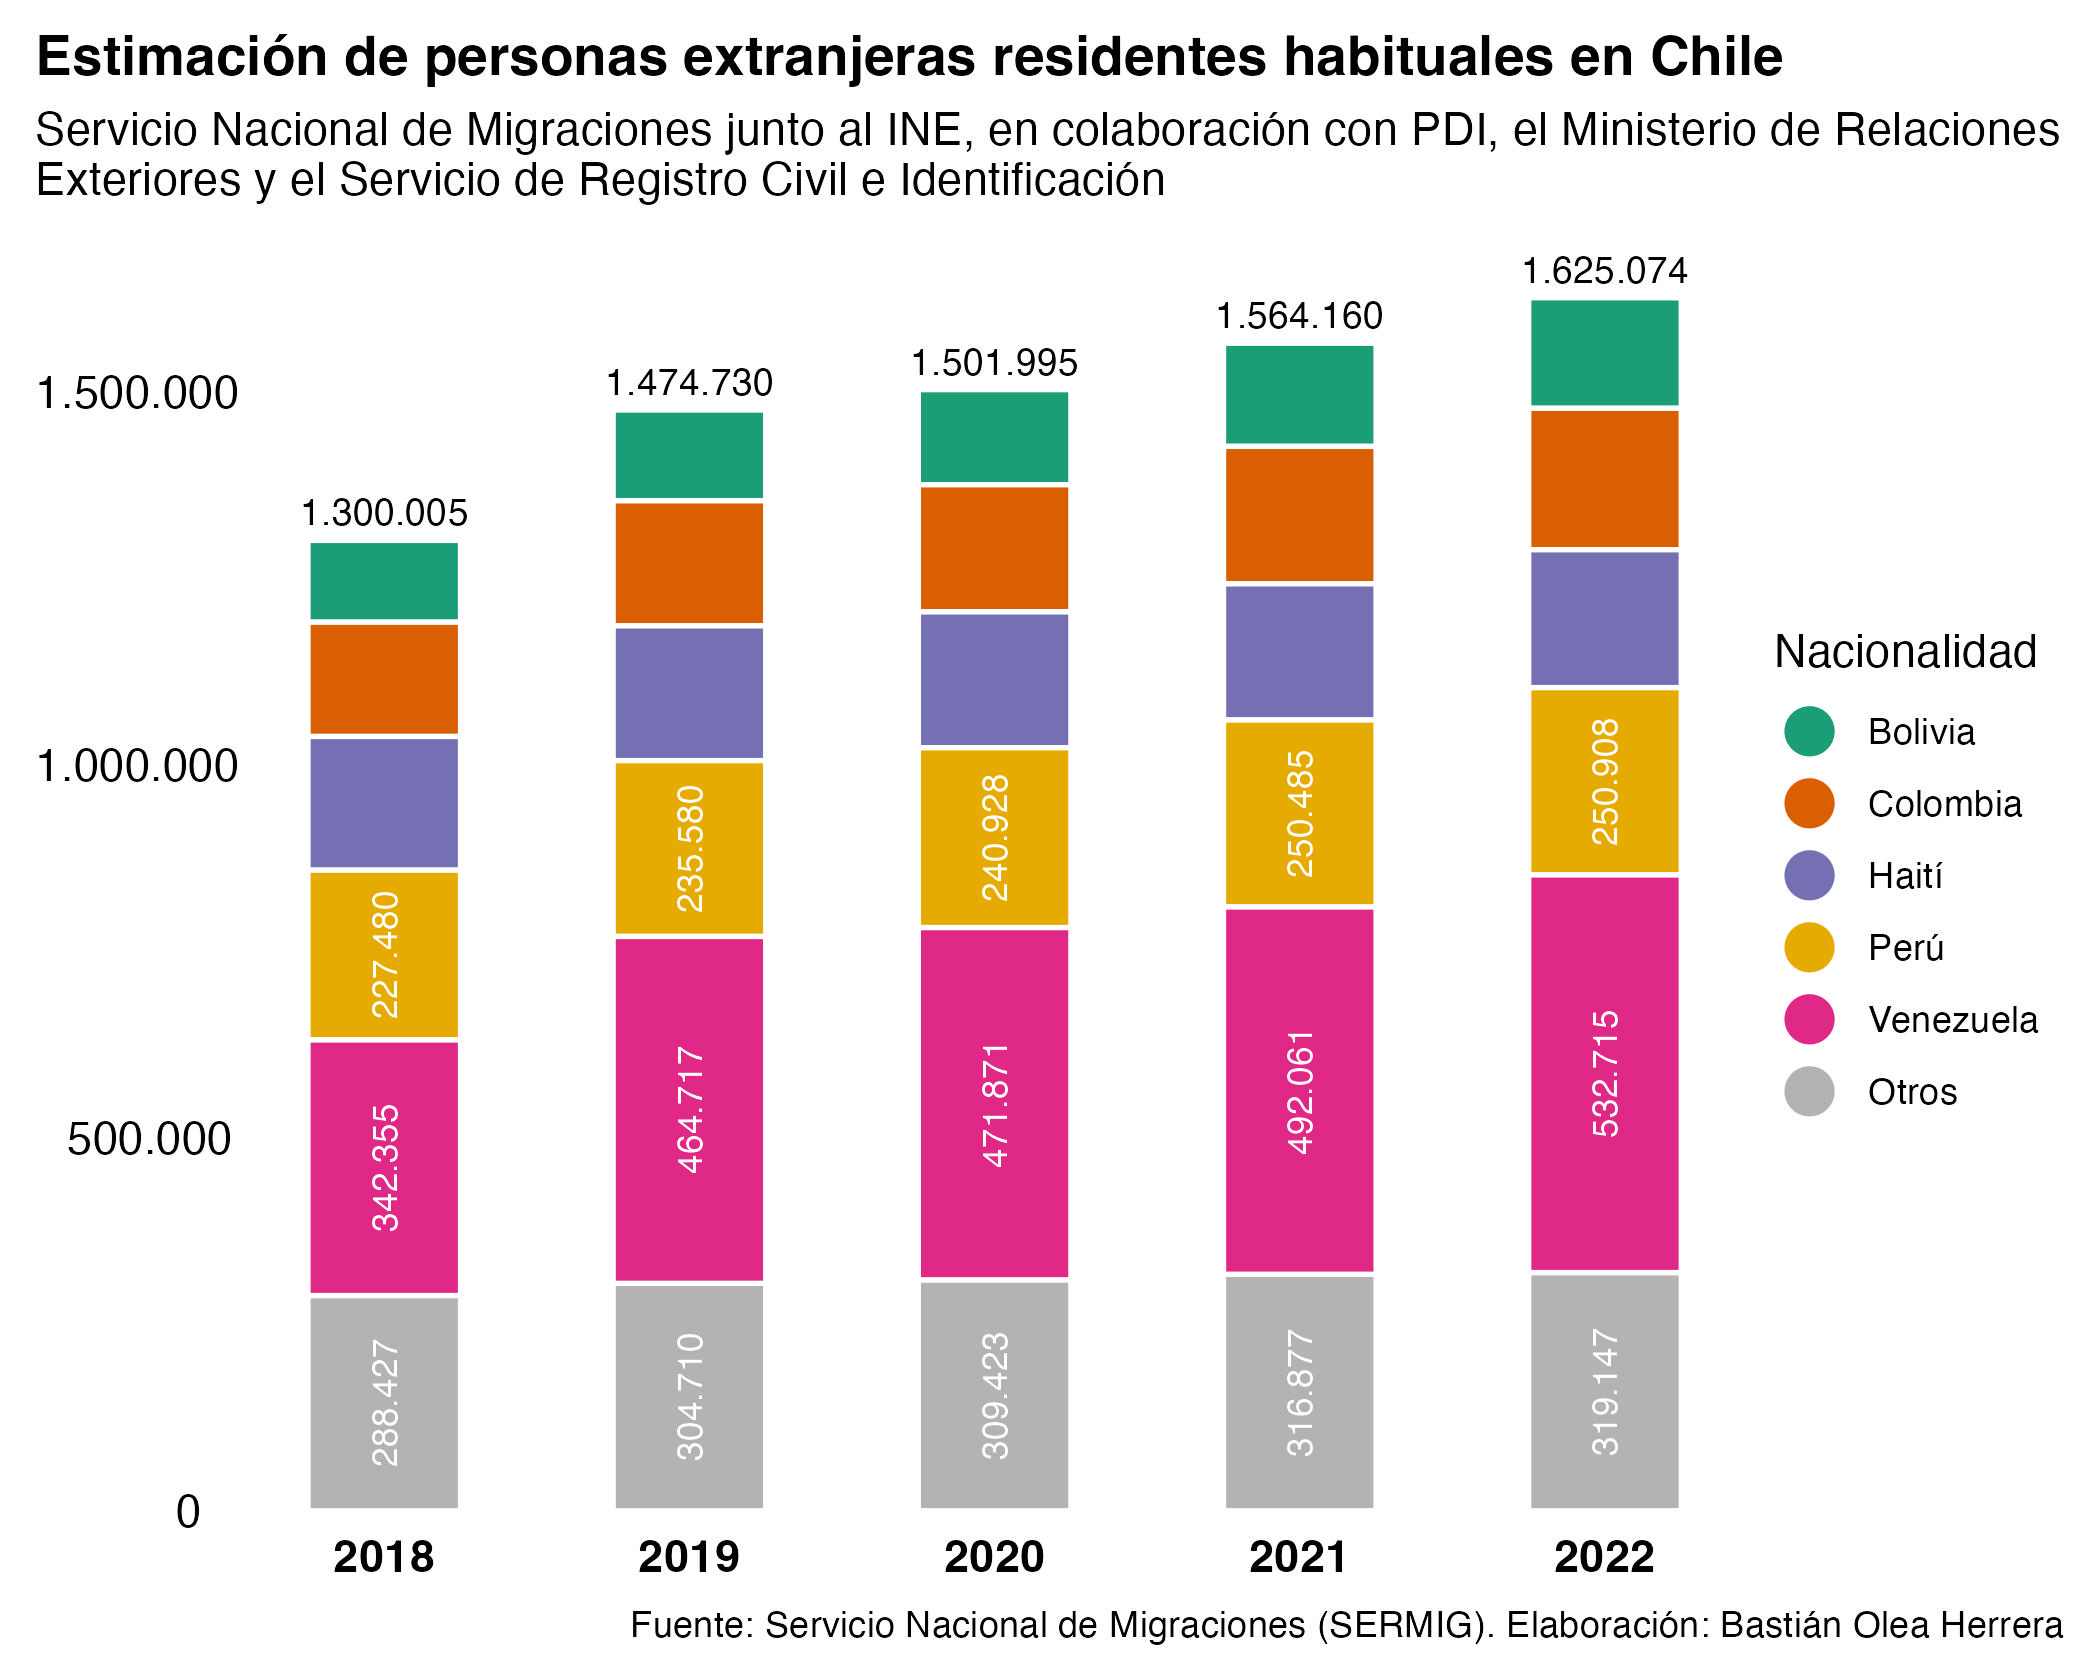 Estimación de personas extranjeras residentes habituales en Chile
Servicio Nacional de Migraciones junto al INE, en colaboración con PDI, el Ministerio de Relaciones
Exteriores y el Servicio de Registro Civil e Identificación
1.500.000
1.000.000
500.000
0
1.300.005
227.480
342.355
288.427
1.474.730
235.580
464.717
304.710
1.501.995
240.928
471.871
309.423
1.564.160
250.485
492.061
316.877
1.625.074
250.908
532.715
319.147
2018
2019
2020
2021
2022
Nacionalidad
Bolivia
Colombia
Haití
Perú
Venezuela
Otros
Fuente: Servicio Nacional de Migraciones (SERMIG). Elaboración: Bastián Olea Herrera